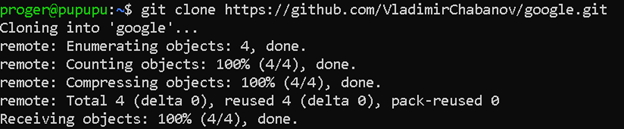 proger@pupupu:~$ git clone https://github.com/VladimirChabanov/google.git
Cloning into 'google'...
remote: Enumerating objects: 4, done.
remote: Counting objects: 100% (4/4), done.
remote: Compressing objects: 100% (4/4), done.
remote: Total 4 (delta 0), reused 4 (delta 0), pack-reused 0
Receiving objects: 100% (4/4), done.